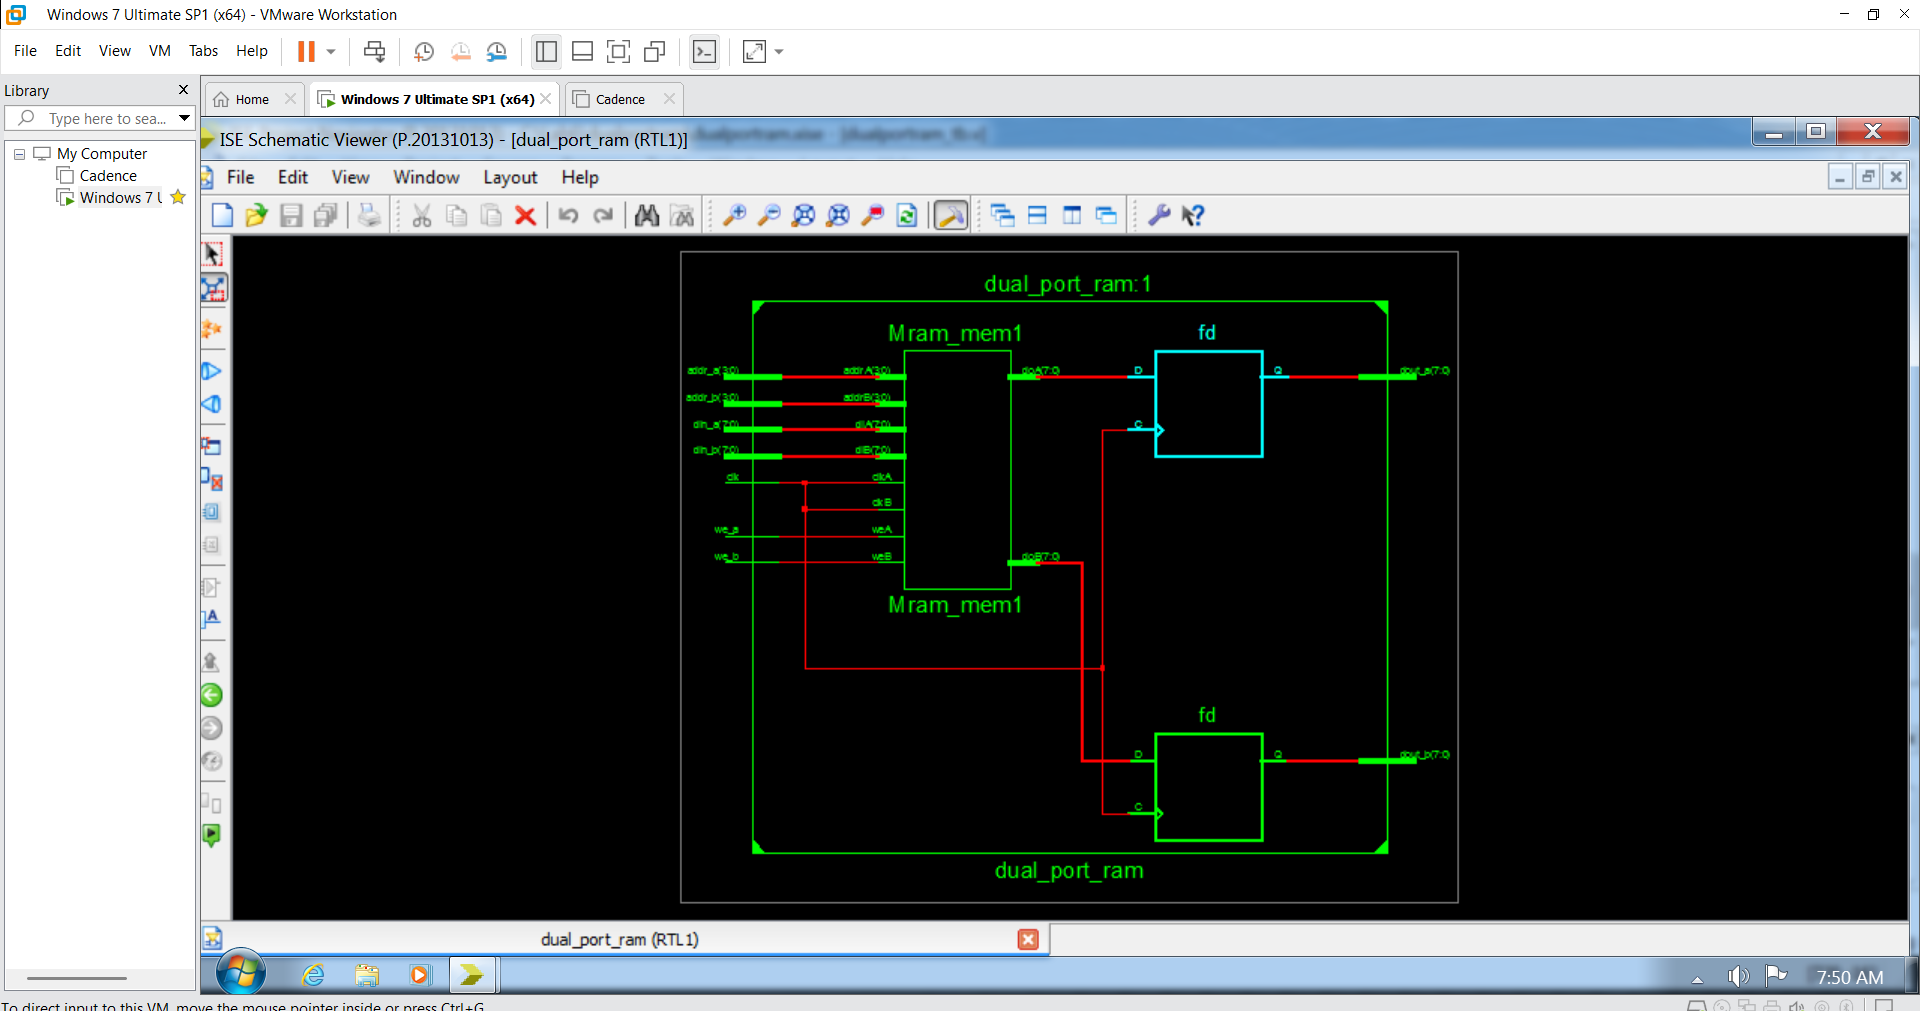 Windows 7 Ultimate SP1 (x64) - VMware Workstation
File Edit View VM Tabs Help
Library
Type here to sea...
My Computer
Cadence
Windows 7 U
Home
Windows 7 Ultimate SP1 (x64)
Cadence
ISE Schematic Viewer (P.20131013) - [dual_port_ram (RTL1)]
File Edit View Window Layout Help
dual_port_ram:1
Mram_mem1
fd
addr_a(3:0) addrA(3:0) doA(7:0) D Q dout_a(7:0)
addr_b(3:0) addrB(3:0)
din_a(7:0) diA(7:0) C
din_b(7:0) diB(7:0)
clk clkA
clkB
we_a weA
we_b weB doB(7:0)
Mram_mem1
fd
D Q dout_b(7:0)
C
dual_port_ram
dual_port_ram (RTL1)
7:50 AM
To direct input to this VM, move the mouse pointer inside or press Ctrl+G.